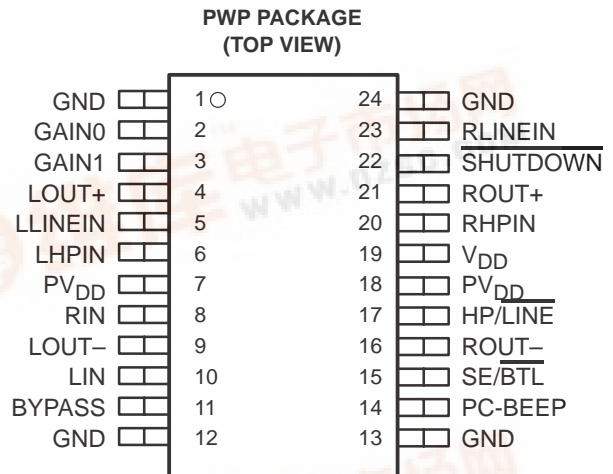 PWP PACKAGE
(TOP VIEW)
GND 1 24 GND
GAIN0 2 23 RLINEIN
GAIN1 3 22 SHUTDOWN
LOUT+ 4 21 ROUT+
LLINEIN 5 20 RHPIN
LHPIN 6 19 VDD
PVDD 7 18 PVDD
RIN 8 17 HP/LINE
LOUT– 9 16 ROUT–
LIN 10 15 SE/BTL
BYPASS 11 14 PC-BEEP
GND 12 13 GND